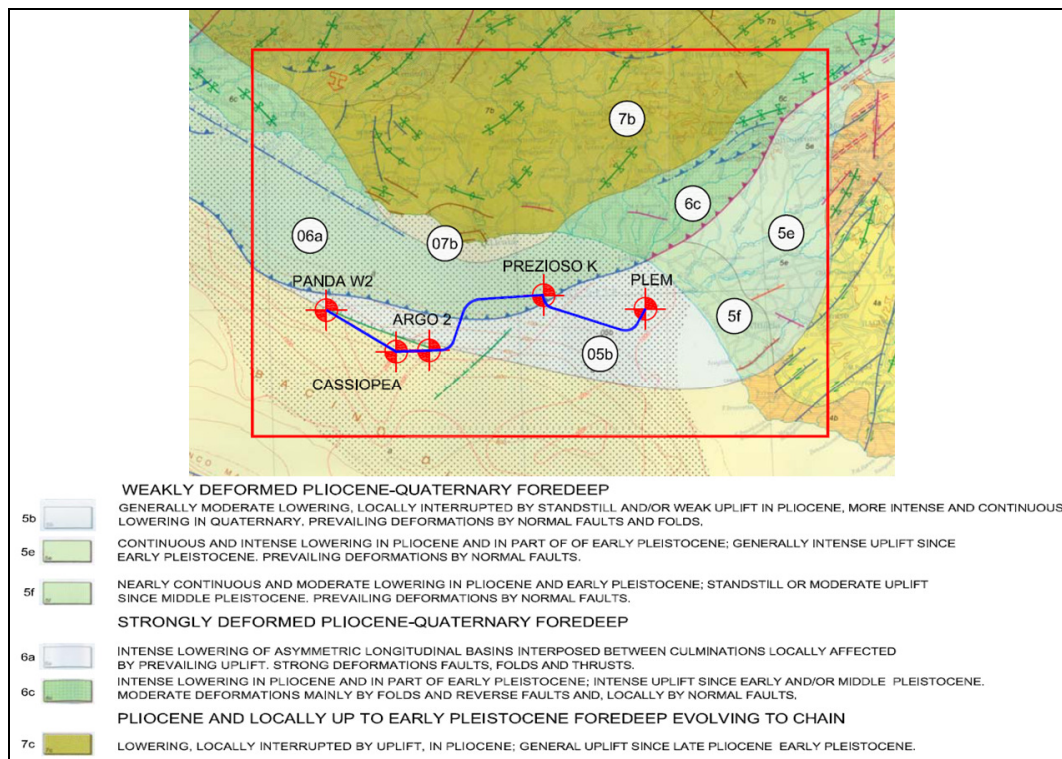 6c
7b
7b
6c
7b
6c
5e
06a
07b
5e
5e
PANDA W2
PREZIOSO K
PLEM
ARGO 2
5f
4a
05b
CASSIOPEA
B A C I N O
D I
4b
WEAKLY DEFORMED PLIOCENE-QUATERNARY FOREDEEP
5b GENERALLY MODERATE LOWERING, LOCALLY INTERRUPTED BY STANDSTILL AND/OR WEAK UPLIFT IN PLIOCENE, MORE INTENSE AND CONTINUOUS
LOWERING IN QUATERNARY. PREVAILING DEFORMATIONS BY NORMAL FAULTS AND FOLDS.
5e CONTINUOUS AND INTENSE LOWERING IN PLIOCENE AND IN PART OF OF EARLY PLEISTOCENE; GENERALLY INTENSE UPLIFT SINCE
EARLY PLEISTOCENE. PREVAILING DEFORMATIONS BY NORMAL FAULTS.
5f NEARLY CONTINUOUS AND MODERATE LOWERING IN PLIOCENE AND EARLY PLEISTOCENE; STANDSTILL OR MODERATE UPLIFT
SINCE MIDDLE PLEISTOCENE. PREVAILING DEFORMATIONS BY NORMAL FAULTS.
STRONGLY DEFORMED PLIOCENE-QUATERNARY FOREDEEP
6a INTENSE LOWERING OF ASYMMETRIC LONGITUDINAL BASINS INTERPOSED BETWEEN CULMINATIONS LOCALLY AFFECTED
BY PREVAILING UPLIFT. STRONG DEFORMATIONS FAULTS, FOLDS AND THRUSTS.
6c INTENSE LOWERING IN PLIOCENE AND IN PART OF EARLY PLEISTOCENE; INTENSE UPLIFT SINCE EARLY AND/OR MIDDLE PLEISTOCENE.
MODERATE DEFORMATIONS MAINLY BY FOLDS AND REVERSE FAULTS AND, LOCALLY BY NORMAL FAULTS.
PLIOCENE AND LOCALLY UP TO EARLY PLEISTOCENE FOREDEEP EVOLVING TO CHAIN
7c LOWERING, LOCALLY INTERRUPTED BY UPLIFT, IN PLIOCENE; GENERAL UPLIFT SINCE LATE PLIOCENE EARLY PLEISTOCENE.